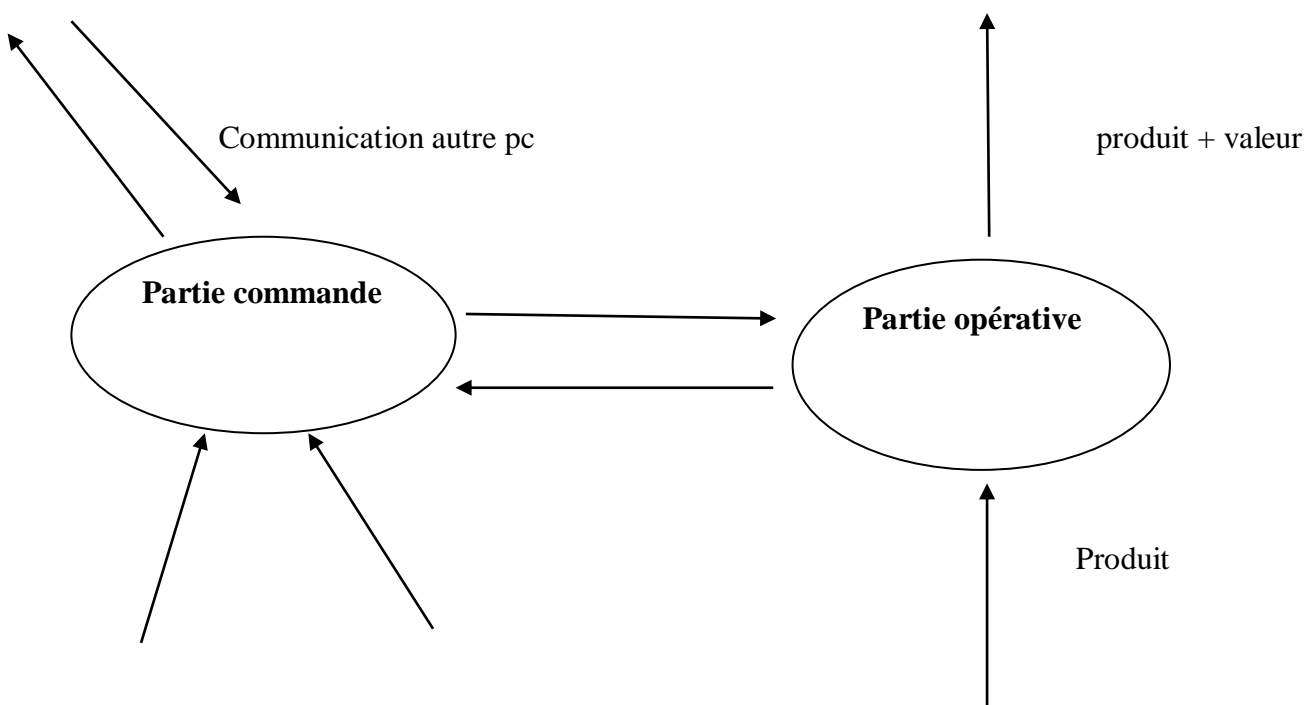 Communication autre pc
produit + valeur
Partie commande
Partie opérative
Produit